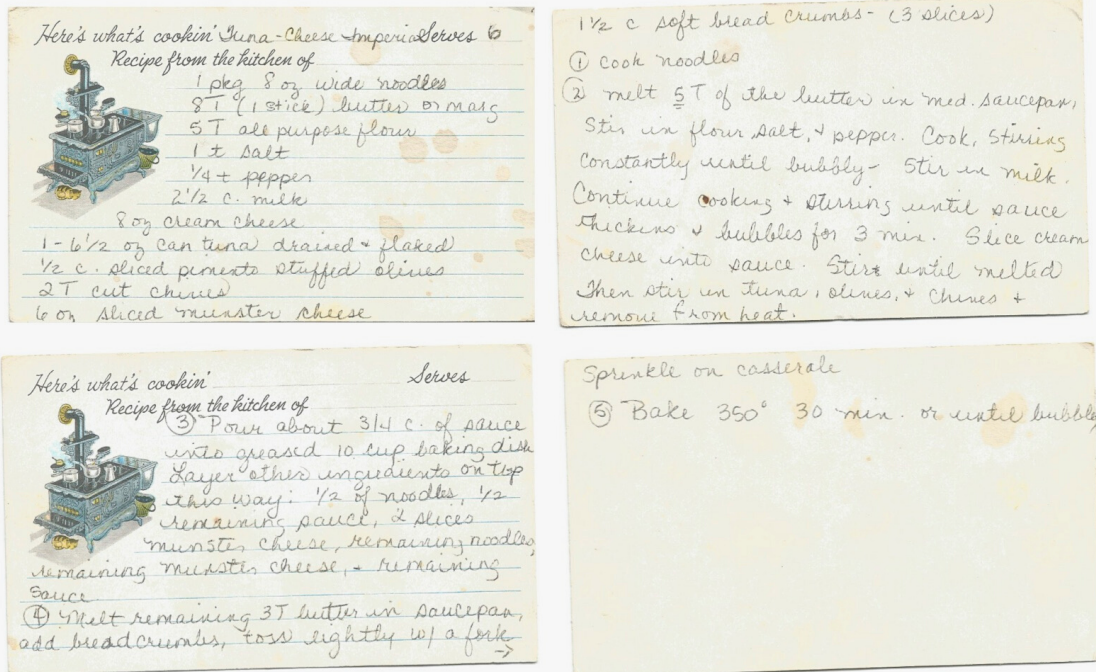 Here's what's cookin' Tuna-Cheese Imperial Serves 6
Recipe from the kitchen of
1 pkg 8 oz wide noodles
8 T (1 stick) butter or marg
5 T all purpose flour
1 t salt
1/4 t pepper
2 1/2 c. milk
8 oz cream cheese
1 - 6 1/2 oz can tuna drained & flaked
1/2 c. sliced pimento stuffed olives
2 T cut chives
6 oz sliced munster cheese
1 1/2 c soft bread crumbs - (3 slices)
① Cook noodles
② melt 5 T of the butter in med. saucepan,
Stir in flour salt, & pepper. Cook, stirring
constantly until bubbly - Stir in milk.
Continue cooking & stirring until sauce
thickins & bubbles for 3 min. Slice cream
cheese into sauce. Stir until melted
Then stir in tuna, olives, & chives &
remove from heat.
Here's what's cookin' Serves
Recipe from the kitchen of
③ Pour about 3/4 c. of sauce
into greased 10 cup baking dish
Layer other ingredients on top
this way: 1/2 of noodles, 1/2
remaining sauce, 2 slices
munster cheese, remaining noodles,
remaining munster cheese, & remaining
sauce
④ Melt remaining 3T butter in saucepan,
add breadcrumbs, toss lightly w/ a fork
→
Sprinkle on casserole
⑤ Bake 350° 30 min or until bubbly